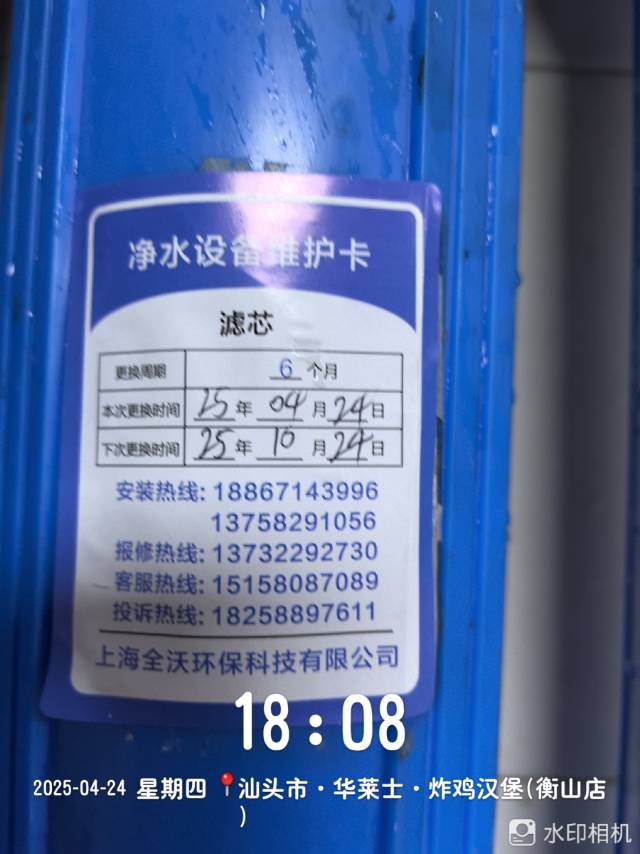 净水设备维护卡
滤芯
更换周期 6 个月
本次更换时间 25 年 04 月 24 日
下次更换时间 25 年 10 月 24 日
安装热线: 18867143996
13758291056
报修热线: 13732292730
客服热线: 15158087089
投诉热线: 18258897611
上海全沃环保科技有限公司
18:08
2025-04-24 星期四 📍汕头市·华莱士·炸鸡汉堡(衡山店
)
水印相机